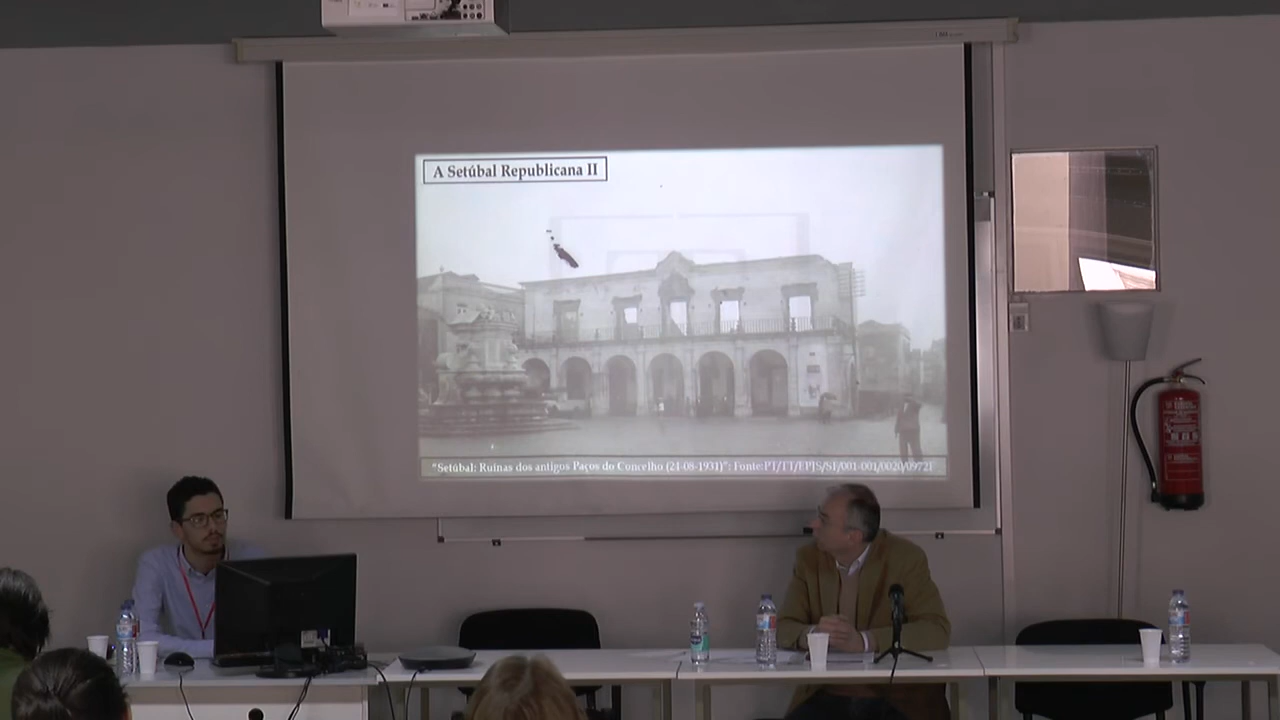 A Setúbal Republicana II
"Setúbal: Ruínas dos antigos Paços do Concelho (21-08-1931)": Fonte:PT/TT/EPJS/SF/001-001/0020/0972I